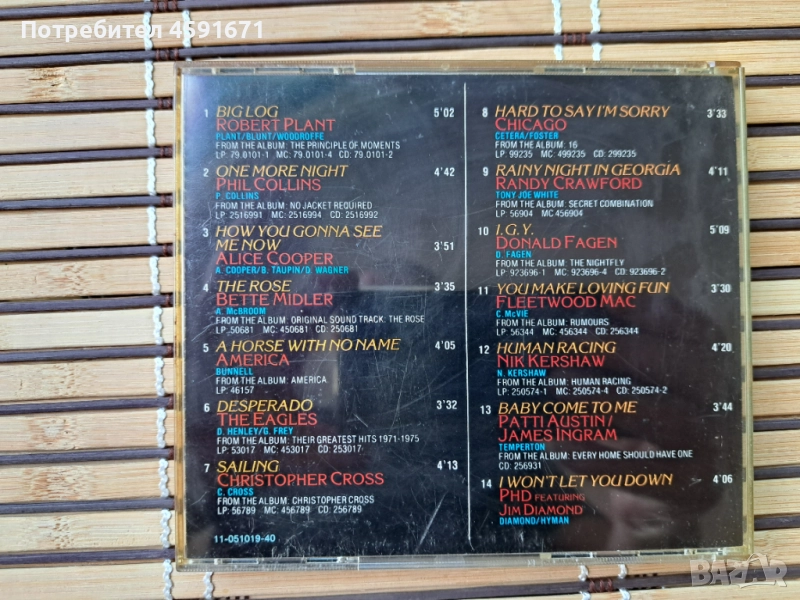 Потребител 4591671
1 BIG LOG 5'02
ROBERT PLANT
PLANT/BLUNT/WOODROFFE
FROM THE ALBUM: THE PRINCIPLE OF MOMENTS
LP: 79.0101-1 MC: 79.0101-4 CD: 79.0101-2
2 ONE MORE NIGHT 4'42
PHIL COLLINS
P. COLLINS
FROM THE ALBUM: NO JACKET REQUIRED
LP: 2516991 MC: 2516994 CD: 2516992
3 HOW YOU GONNA SEE
ME NOW 3'51
ALICE COOPER
A. COOPER/B. TAUPIN/D. WAGNER
4 THE ROSE 3'35
BETTE MIDLER
A. McBROOM
FROM THE ALBUM: ORIGINAL SOUND TRACK: THE ROSE
LP: 50681 MC: 450681 CD: 250681
5 A HORSE WITH NO NAME 4'05
AMERICA
BUNNELL
FROM THE ALBUM: AMERICA
LP: 46157
6 DESPERADO 3'32
THE EAGLES
D. HENLEY/G. FREY
FROM THE ALBUM: THEIR GREATEST HITS 1971-1975
LP: 53017 MC: 453017 CD: 253017
7 SAILING 4'13
CHRISTOPHER CROSS
C. CROSS
FROM THE ALBUM: CHRISTOPHER CROSS
LP: 56789 MC: 456789 CD: 256789
11-051019-40
8 HARD TO SAY I'M SORRY 3'33
CHICAGO
CETERA/FOSTER
FROM THE ALBUM: 16
LP: 99235 MC: 499235 CD: 299235
9 RAINY NIGHT IN GEORGIA 4'11
RANDY CRAWFORD
TONY JOE WHITE
FROM THE ALBUM: SECRET COMBINATION
LP: 56904 MC 456904
10 I.G.Y. 5'09
DONALD FAGEN
D. FAGEN
FROM THE ALBUM: THE NIGHTFLY
LP: 923696-1 MC: 923696-4 CD: 923696-2
11 YOU MAKE LOVING FUN 3'30
FLEETWOOD MAC
C. McVIE
FROM THE ALBUM: RUMOURS
LP: 56344 MC: 456344 CD: 256344
12 HUMAN RACING 4'20
NIK KERSHAW
N. KERSHAW
FROM THE ALBUM: HUMAN RACING
LP: 250574-1 MC: 250574-4 CD: 250574-2
13 BABY COME TO ME 3'44
PATTI AUSTIN/
JAMES INGRAM
TEMPERTON
FROM THE ALBUM: EVERY HOME SHOULD HAVE ONE
CD: 256931
14 I WON'T LET YOU DOWN 4'06
PHD FEATURING
JIM DIAMOND
DIAMOND/HYMAN
BAZAR